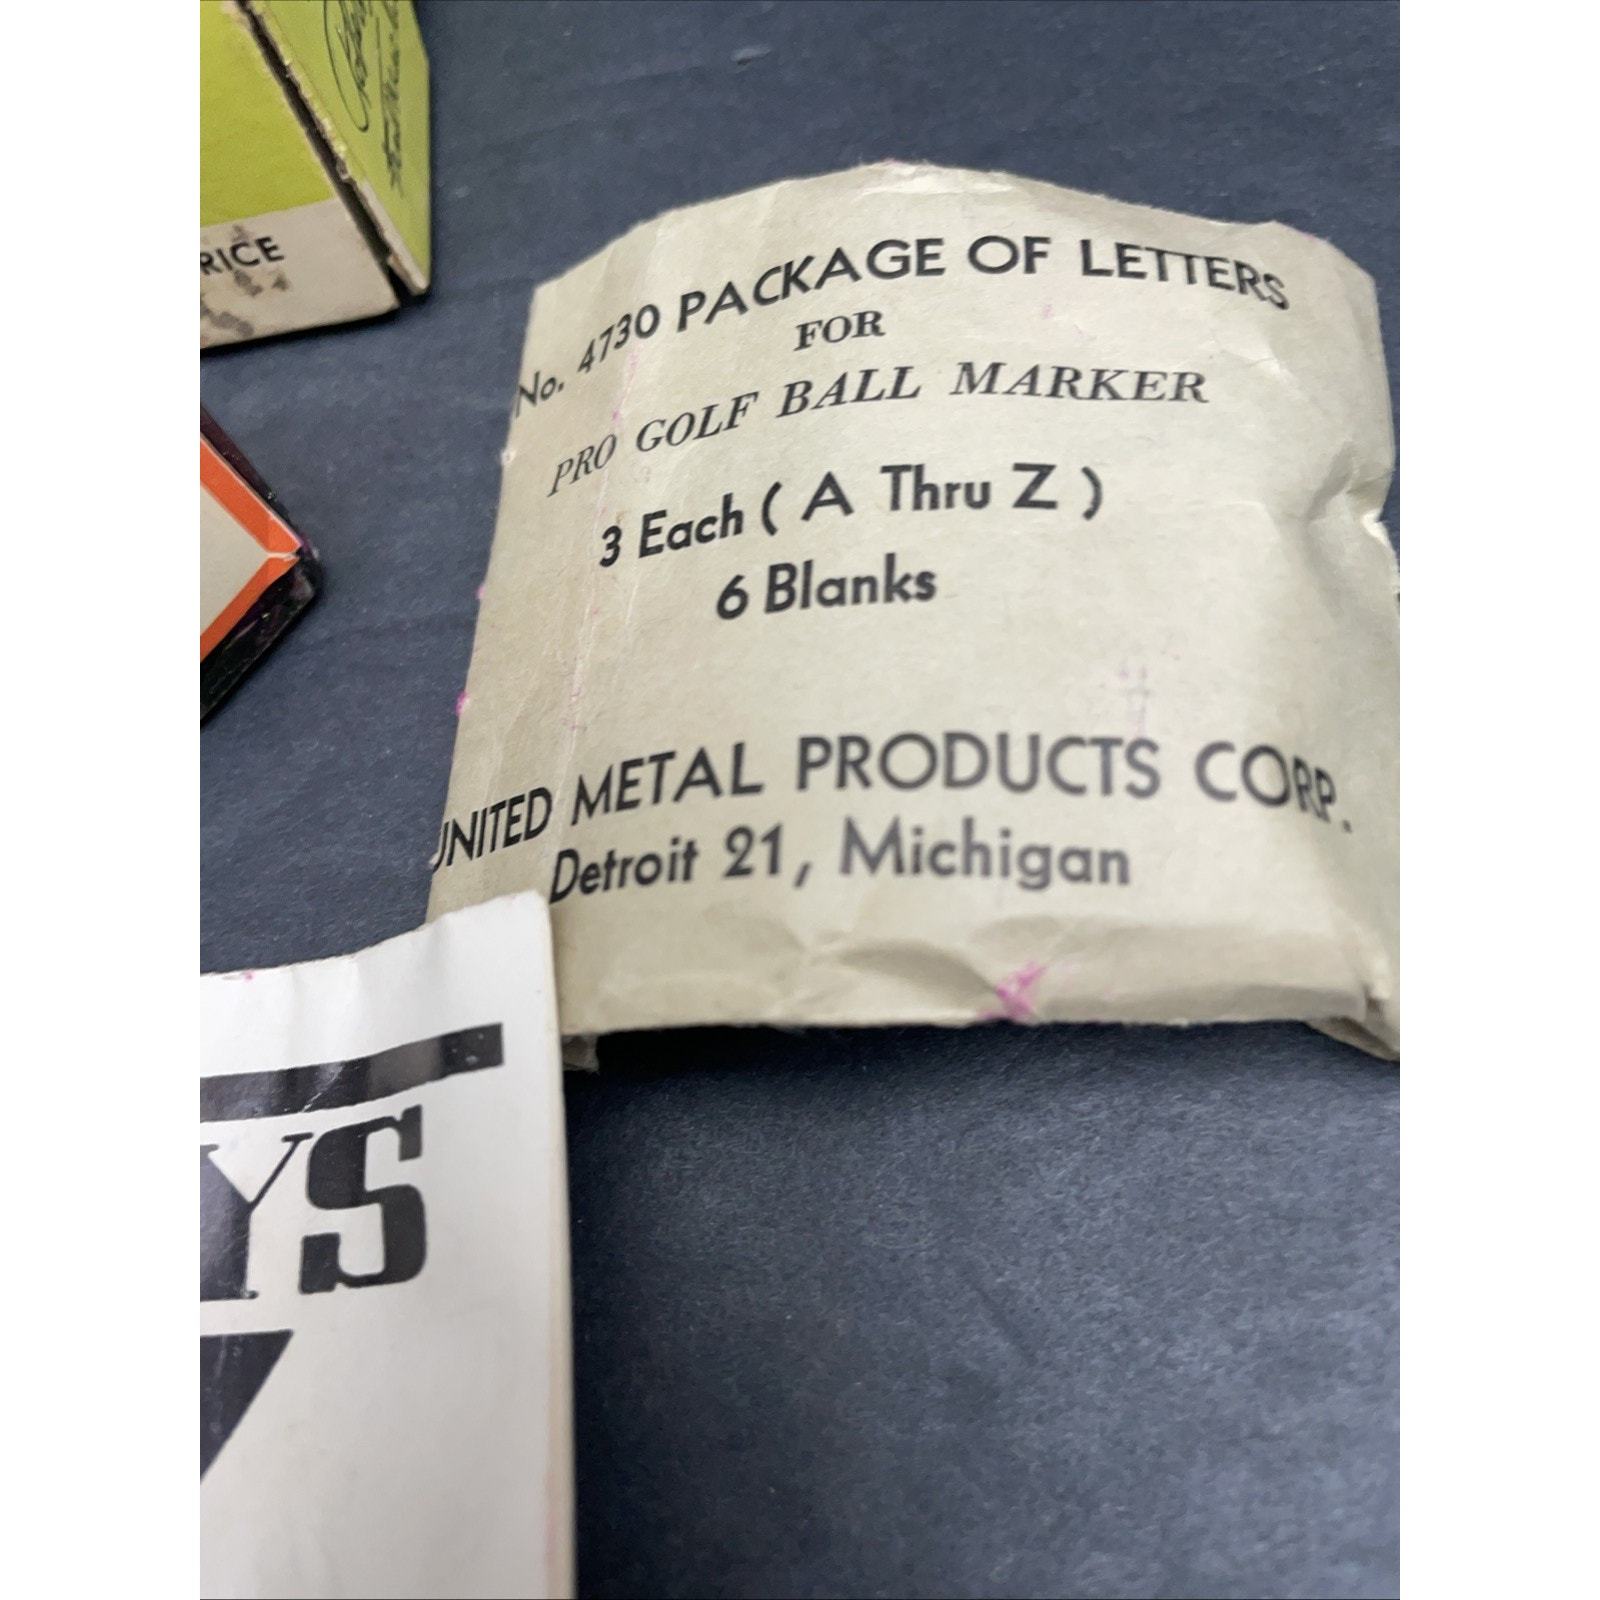 RICE
No. 4730 PACKAGE OF LETTERS
FOR
PRO GOLF BALL MARKER
3 Each ( A Thru Z )
6 Blanks
UNITED METAL PRODUCTS CORP.
Detroit 21, Michigan
YS